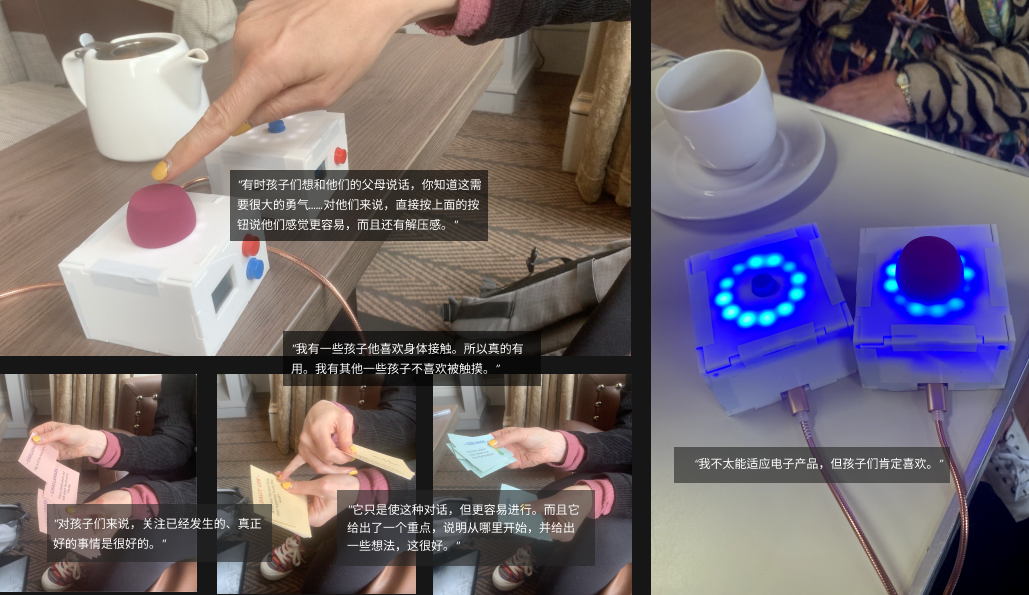 “有时孩子们想和他们的父母说话，你知道这需
要很大的勇气……对他们来说，直接按上面的按
钮说他们感觉更容易，而且还有解压感。”
“我有一些孩子他喜欢身体接触。所以真的有
用。我有其他一些孩子不喜欢被触摸。”
“我不太能适应电子产品，但孩子们肯定喜欢。”
“对孩子们来说，关注已经发生的、真正
好的事情是很好的。”
“它只是使这种对话，但更容易进行。而且它
给出了一个重点，说明从哪里开始，并给出
一些想法，这很好。”